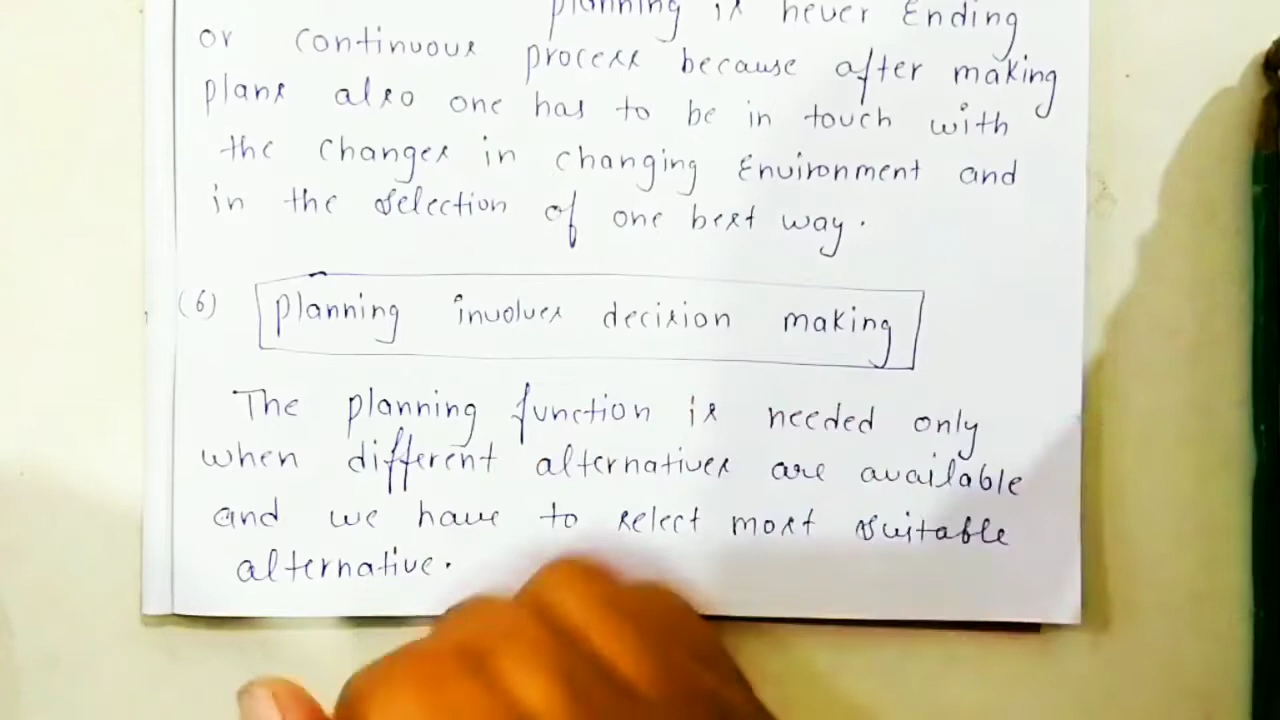 planning is never Ending
or continuous process because after making
plans also one has to be in touch with
the changes in changing Environment and
in the selection of one best way.
(6) planning involves decision making
The planning function is needed only
when different alternatives are available
and we have to select most suitable
alternative.